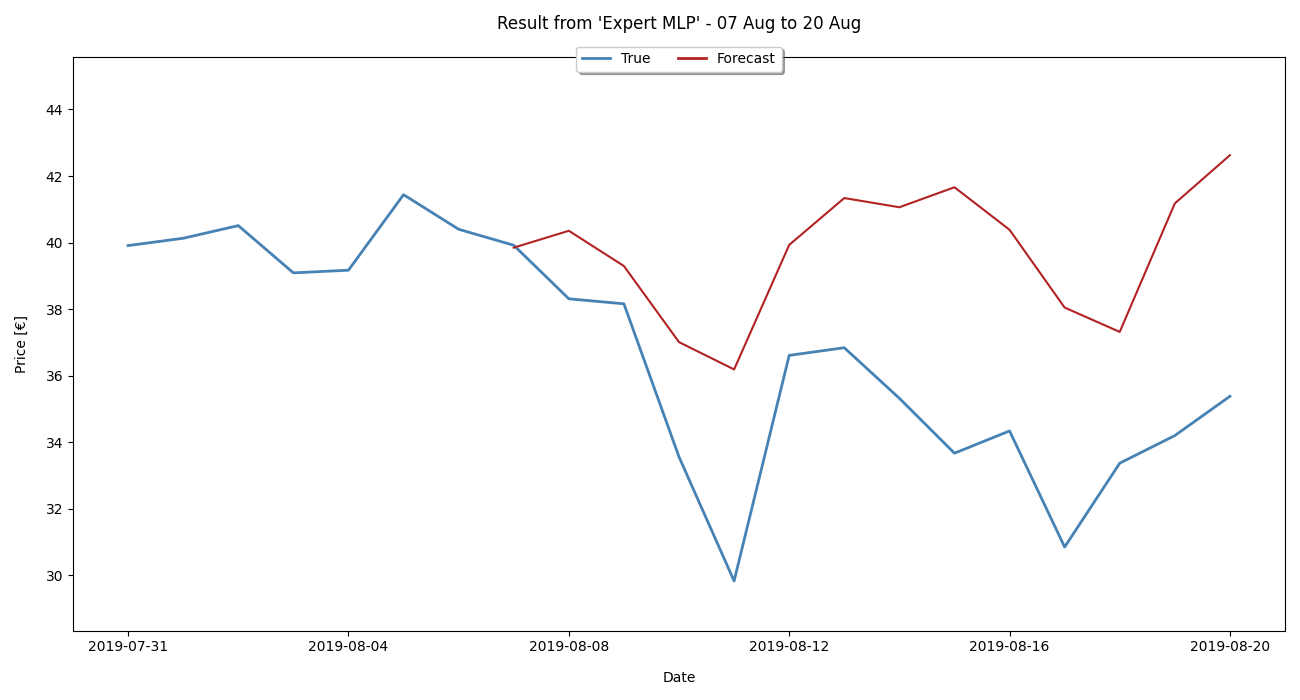 Result from 'Expert MLP' - 07 Aug to 20 Aug
True
Forecast
44
42
40
38
36
34
32
30
Price [€]
2019-07-31
2019-08-04
2019-08-08
2019-08-12
2019-08-16
2019-08-20
Date